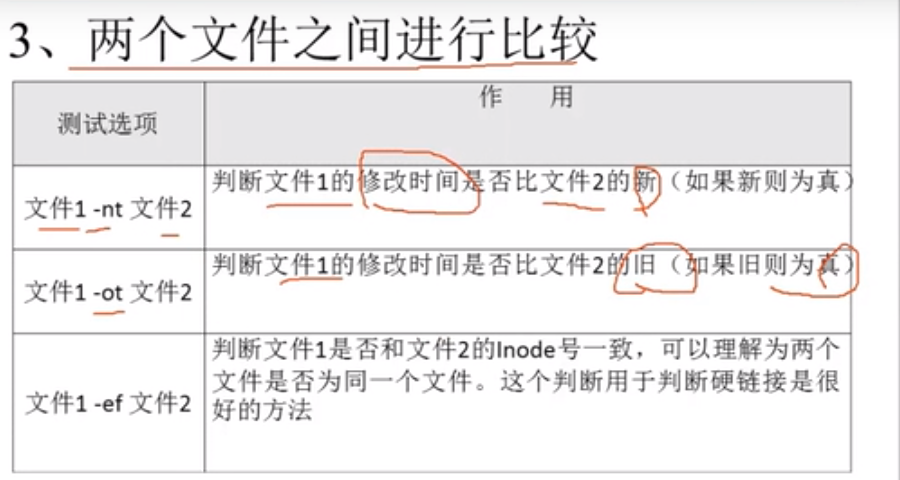 3、两个文件之间进行比较
测试选项
作 用
文件1 -nt 文件2
判断文件1的修改时间是否比文件2的新（如果新则为真）
文件1 -ot 文件2
判断文件1的修改时间是否比文件2的旧（如果旧则为真）
文件1 -ef 文件2
判断文件1是否和文件2的Inode号一致，可以理解为两个
文件是否为同一个文件。这个判断用于判断硬链接是很
好的方法